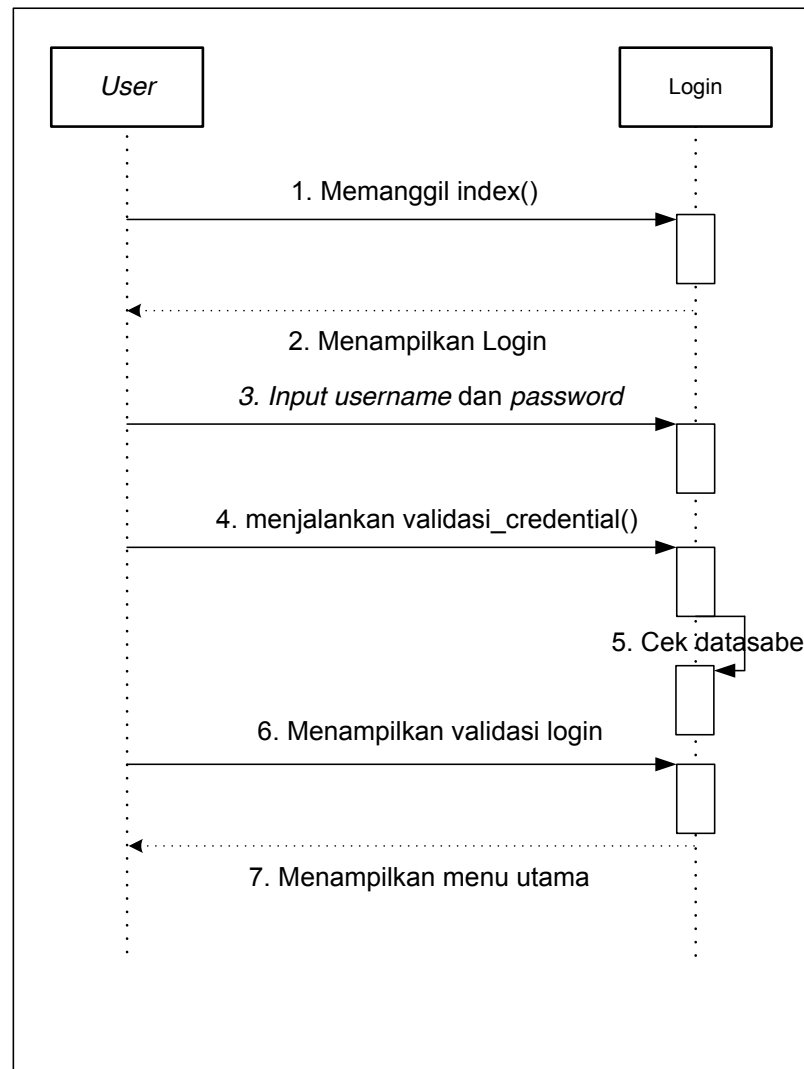 User
Login
1. Memanggil index()
2. Menampilkan Login
3. Input username dan password
4. menjalankan validasi_credential()
5. Cek datasabe
6. Menampilkan validasi login
7. Menampilkan menu utama